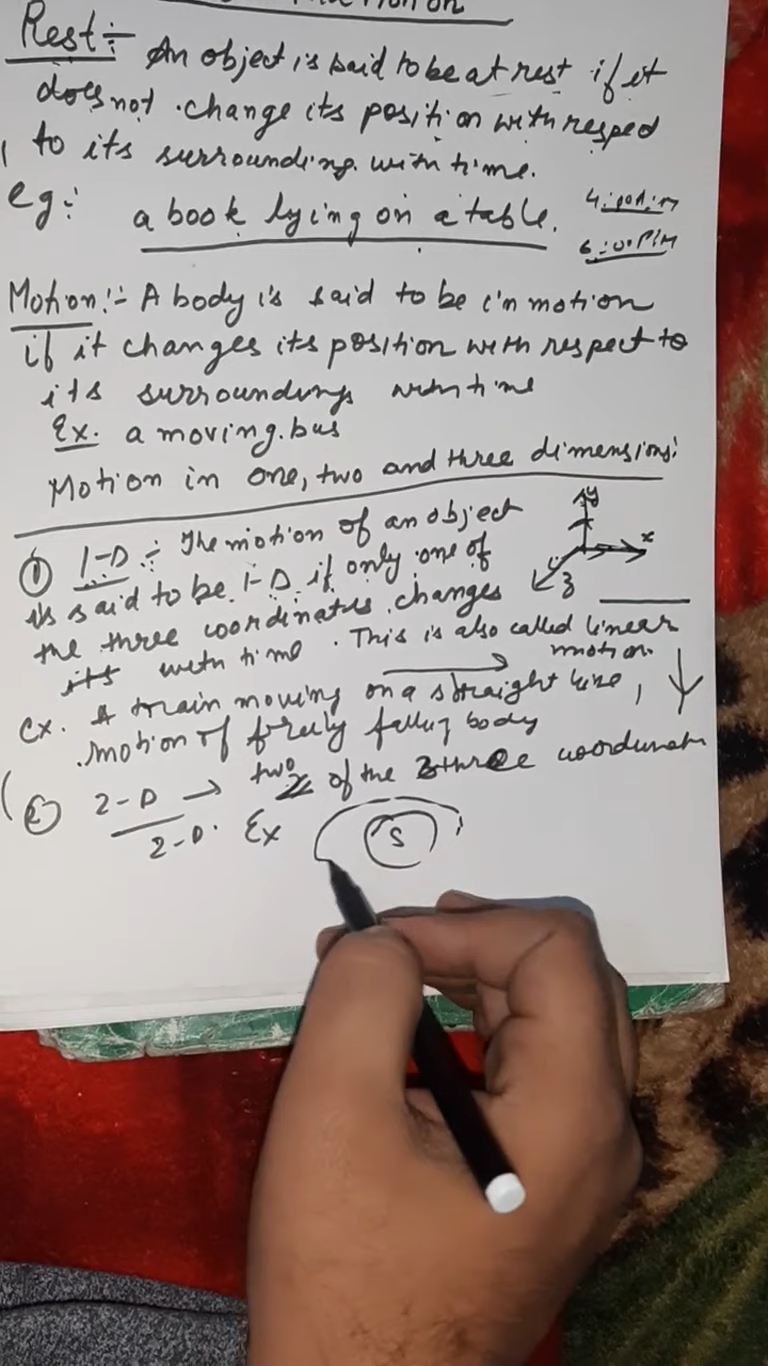 Rest :- An object is said to be at rest if it
does not change its position with respect
to its surrounding with time.
eg :- a book lying on a table.
Motion :- A body is said to be in motion
if it changes its position with respect to
its surroundings with time
Ex. a moving bus
Motion in one, two and three dimensions:
① 1-D :- The motion of an object
is said to be 1-D if only one of
the three coordinates changes
its with time. This is also called linear
motion.
Ex. A train moving on a straight line,
motion of freely falling body
② 2-D → two of the three coordinates
2-D. Ex
S
x
y
z